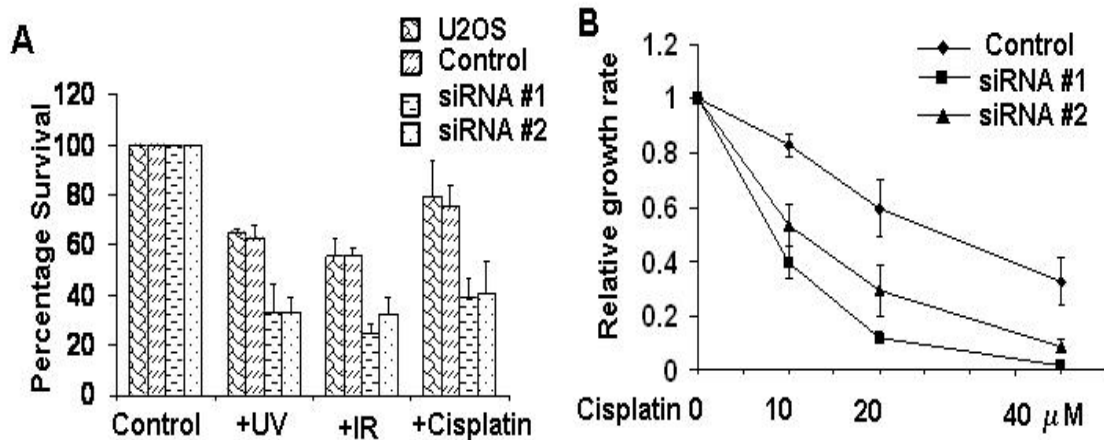 A
U2OS
Control
siRNA #1
siRNA #2
Percentage Survival
120
100
80
60
40
20
0
Control +UV +IR +Cisplatin
B
Control
siRNA #1
siRNA #2
Relative growth rate
1.2
1
0.8
0.6
0.4
0.2
0
Cisplatin 0 10 20 40 μM